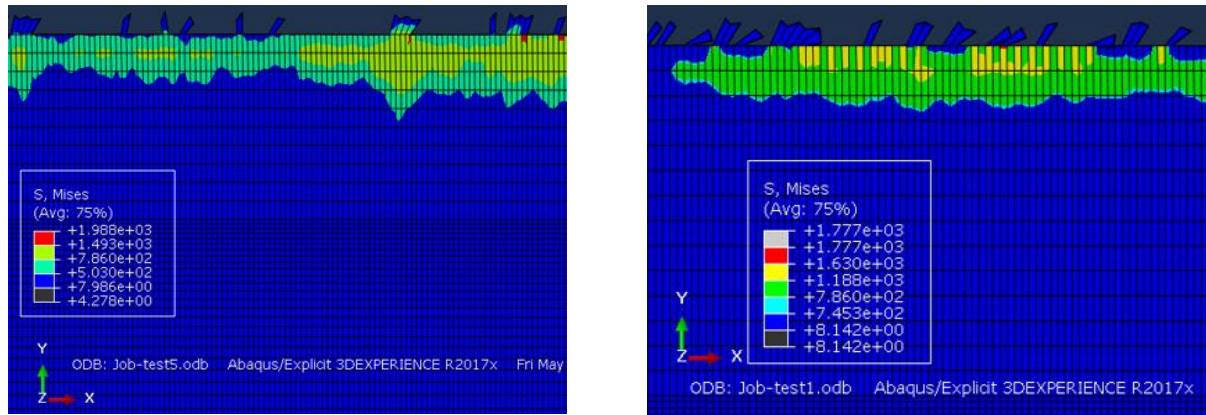 S, Mises
(Avg: 75%)
+1.988e+03
+1.493e+03
+7.860e+02
+5.030e+02
+7.986e+00
+4.278e+00
Y
Z X
ODB: Job-test5.odb Abaqus/Explicit 3DEXPERIENCE R2017x Fri May
S, Mises
(Avg: 75%)
+1.777e+03
+1.777e+03
+1.630e+03
+1.188e+03
+7.860e+02
+7.453e+02
+8.142e+00
+8.142e+00
Y
Z X
ODB: Job-test1.odb Abaqus/Explicit 3DEXPERIENCE R2017x